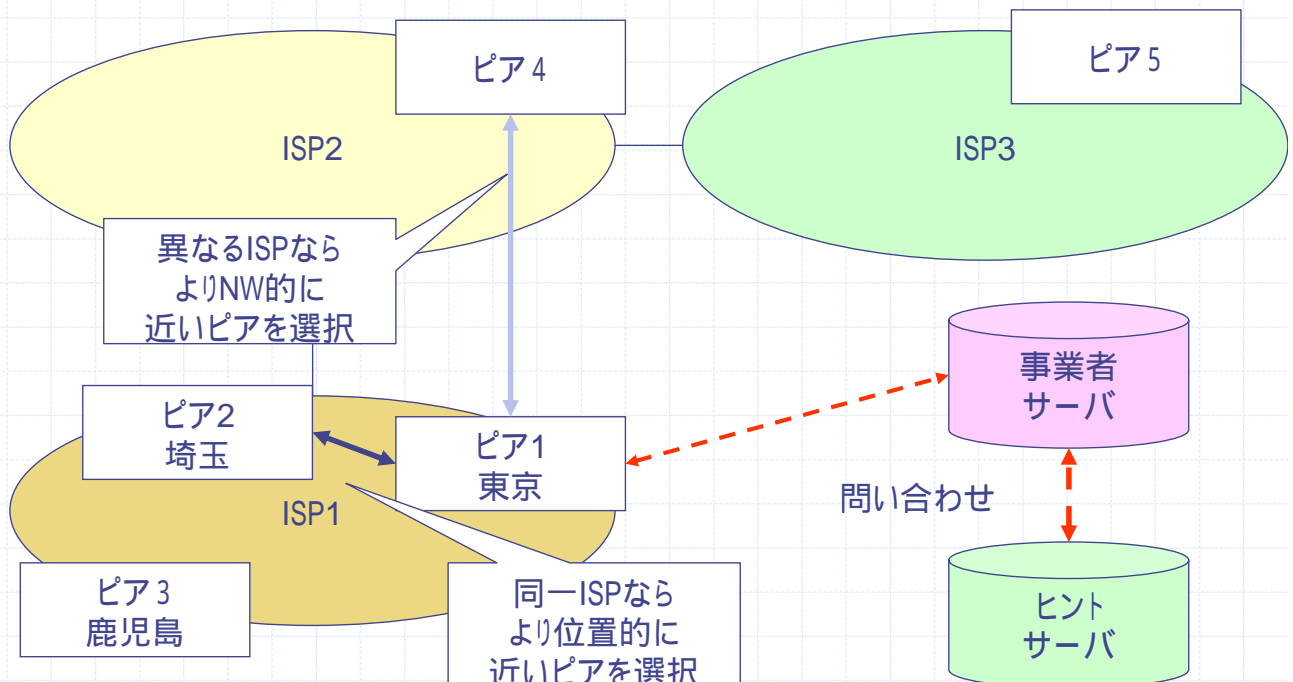 ピア4
ピア5
ISP2
ISP3
異なるISPなら
よりNW的に
近いピアを選択
事業者
サーバ
ピア2
埼玉
ピア1
東京
問い合わせ
ISP1
ピア3
鹿児島
同一ISPなら
より位置的に
近いピアを選択
ヒント
サーバ